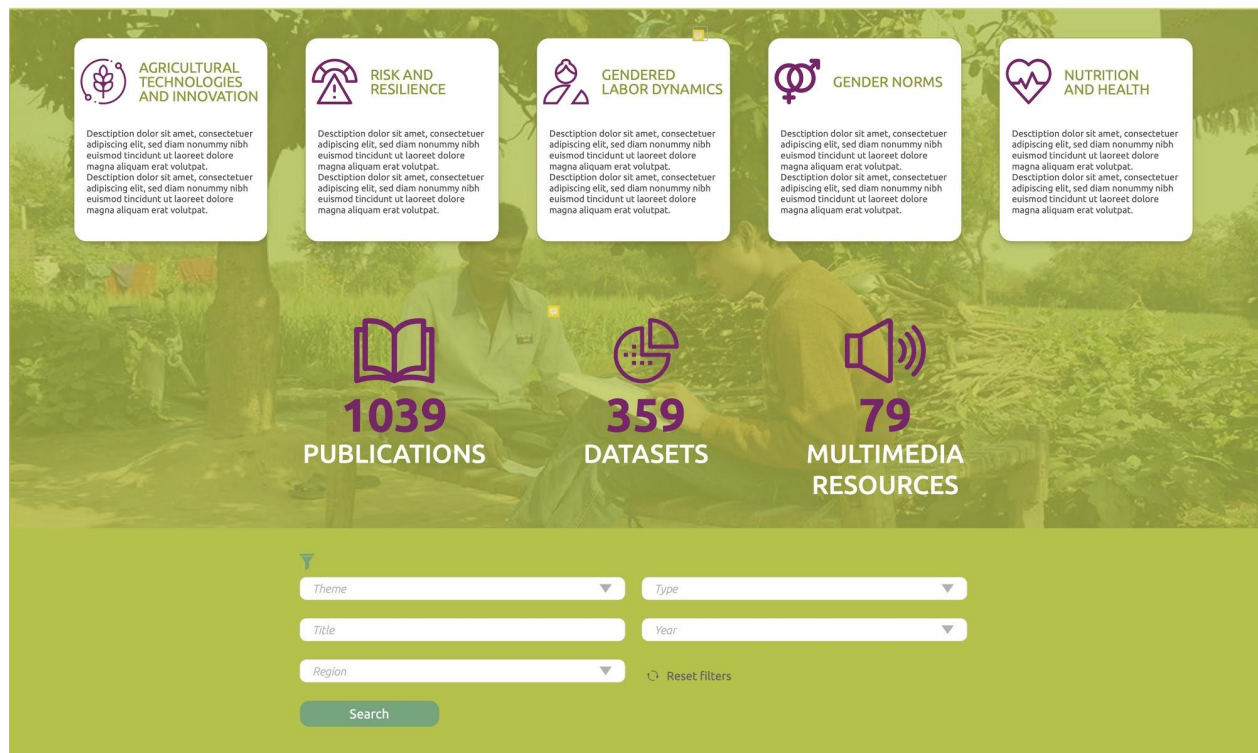 AGRICULTURAL
TECHNOLOGIES
AND INNOVATION
Desctiption dolor sit amet, consectetuer
adipiscing elit, sed diam nonummy nibh
euismod tincidunt ut laoreet dolore
magna aliquam erat volutpat.
Desctiption dolor sit amet, consectetuer
adipiscing elit, sed diam nonummy nibh
euismod tincidunt ut laoreet dolore
magna aliquam erat volutpat.
RISK AND
RESILIENCE
Desctiption dolor sit amet, consectetuer
adipiscing elit, sed diam nonummy nibh
euismod tincidunt ut laoreet dolore
magna aliquam erat volutpat.
Desctiption dolor sit amet, consectetuer
adipiscing elit, sed diam nonummy nibh
euismod tincidunt ut laoreet dolore
magna aliquam erat volutpat.
GENDERED
LABOR DYNAMICS
Desctiption dolor sit amet, consectetuer
adipiscing elit, sed diam nonummy nibh
euismod tincidunt ut laoreet dolore
magna aliquam erat volutpat.
Desctiption dolor sit amet, consectetuer
adipiscing elit, sed diam nonummy nibh
euismod tincidunt ut laoreet dolore
magna aliquam erat volutpat.
GENDER NORMS
Desctiption dolor sit amet, consectetuer
adipiscing elit, sed diam nonummy nibh
euismod tincidunt ut laoreet dolore
magna aliquam erat volutpat.
Desctiption dolor sit amet, consectetuer
adipiscing elit, sed diam nonummy nibh
euismod tincidunt ut laoreet dolore
magna aliquam erat volutpat.
NUTRITION
AND HEALTH
Desctiption dolor sit amet, consectetuer
adipiscing elit, sed diam nonummy nibh
euismod tincidunt ut laoreet dolore
magna aliquam erat volutpat.
Desctiption dolor sit amet, consectetuer
adipiscing elit, sed diam nonummy nibh
euismod tincidunt ut laoreet dolore
magna aliquam erat volutpat.
1039
PUBLICATIONS
359
DATASETS
79
MULTIMEDIA
RESOURCES
Theme
Type
Title
Year
Region
Reset filters
Search